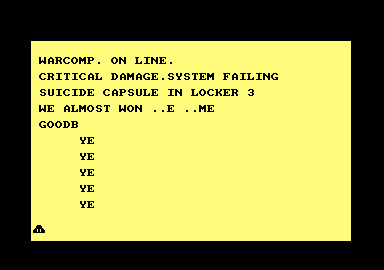 WARCOMP. ON LINE.
CRITICAL DAMAGE.SYSTEM FAILING
SUICIDE CAPSULE IN LOCKER 3
WE ALMOST WON ..E ..ME
GOODB
YE
YE
YE
YE
YE